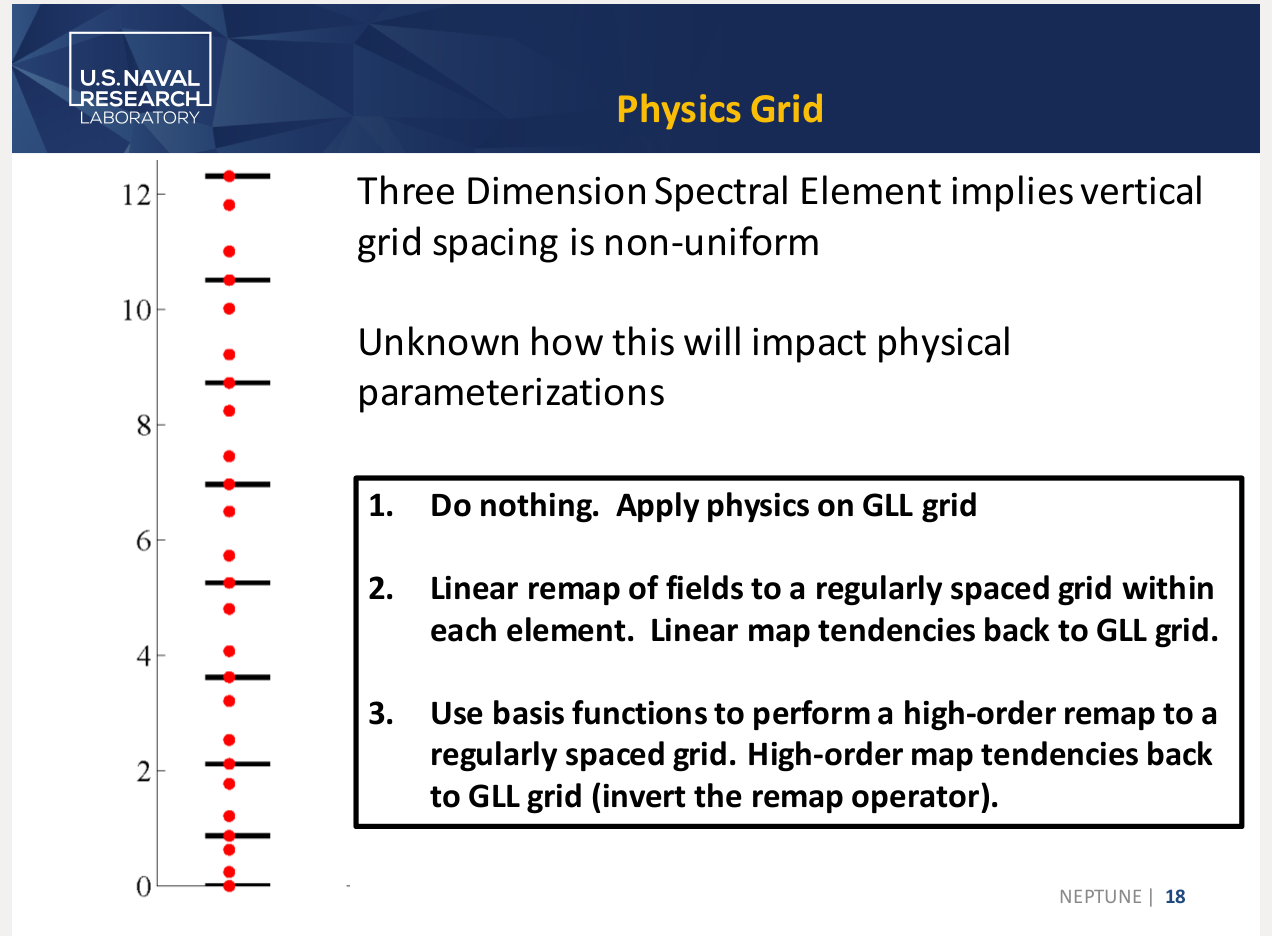 U.S. NAVAL
RESEARCH
LABORATORY
Physics Grid
12
10
8
6
4
2
0
Three Dimension Spectral Element implies vertical
grid spacing is non-uniform
Unknown how this will impact physical
parameterizations
1. Do nothing. Apply physics on GLL grid
2. Linear remap of fields to a regularly spaced grid within
each element. Linear map tendencies back to GLL grid.
3. Use basis functions to perform a high-order remap to a
regularly spaced grid. High-order map tendencies back
to GLL grid (invert the remap operator).
NEPTUNE | 18